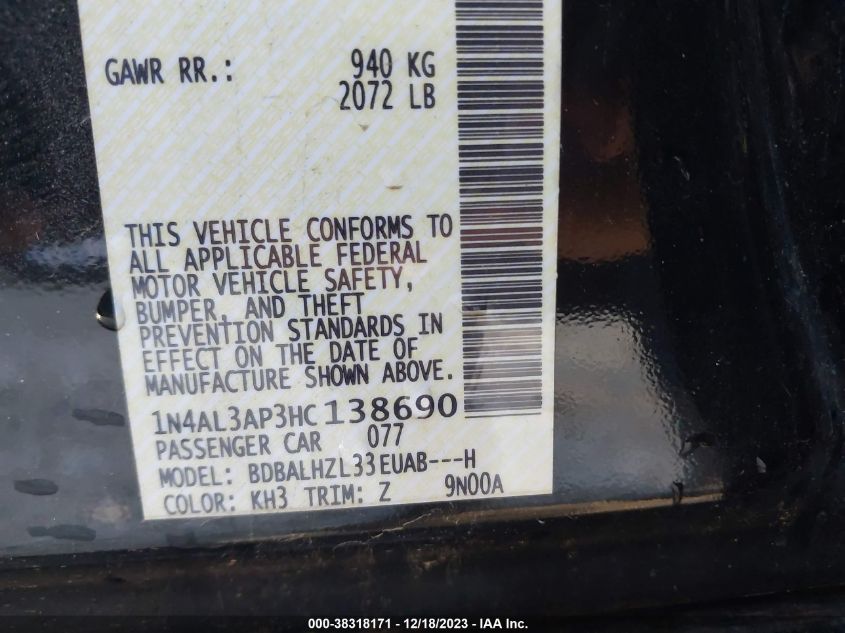 GAWR RR.: 940 KG
2072 LB
THIS VEHICLE CONFORMS TO
ALL APPLICABLE FEDERAL
MOTOR VEHICLE SAFETY,
BUMPER, AND THEFT
PREVENTION STANDARDS IN
EFFECT ON THE DATE OF
MANUFACTURE SHOWN ABOVE.
1N4AL3AP3HC138690
PASSENGER CAR 077
MODEL: BDBALHZL33EUAB---H
COLOR: KH3 TRIM: Z 9N00A
000-38318171 - 12/18/2023 - IAA, Inc.